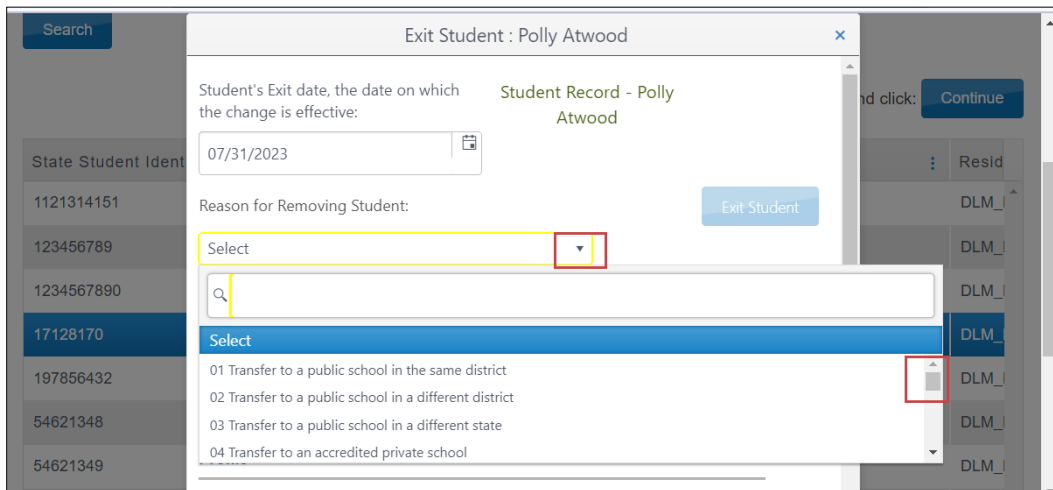 Search
Exit Student : Polly Atwood
×
Student's Exit date, the date on which
the change is effective:
Student Record - Polly
Atwood
click:
Continue
07/31/2023
State Student Ident
Resid
1121314151
DLM_
Reason for Removing Student:
Exit Student
123456789
Select
DLM_
1234567890
DLM_
17128170
Select
DLM_
01 Transfer to a public school in the same district
197856432
DLM_
02 Transfer to a public school in a different district
54621348
03 Transfer to a public school in a different state
DLM_
04 Transfer to an accredited private school
54621349
DLM_